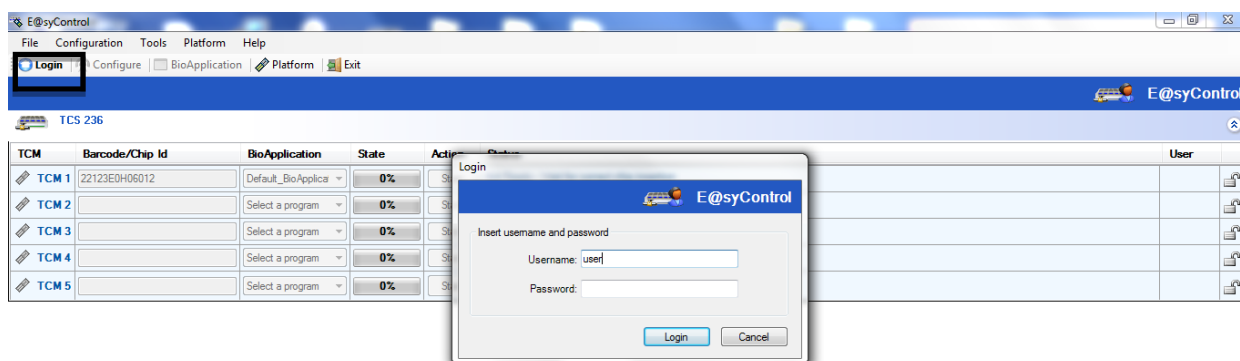 E@syControl
File Configuration Tools Platform Help
Login Configure BioApplication Platform Exit
E@syControl
TCS 236
TCM Barcode/Chip Id BioApplication State Action Status User
TCM 1 22123E0H06012 Default_BioApplica 0%
TCM 2 Select a program 0%
TCM 3 Select a program 0%
TCM 4 Select a program 0%
TCM 5 Select a program 0%
Login
E@syControl
Insert username and password
Username: user
Password:
Login Cancel